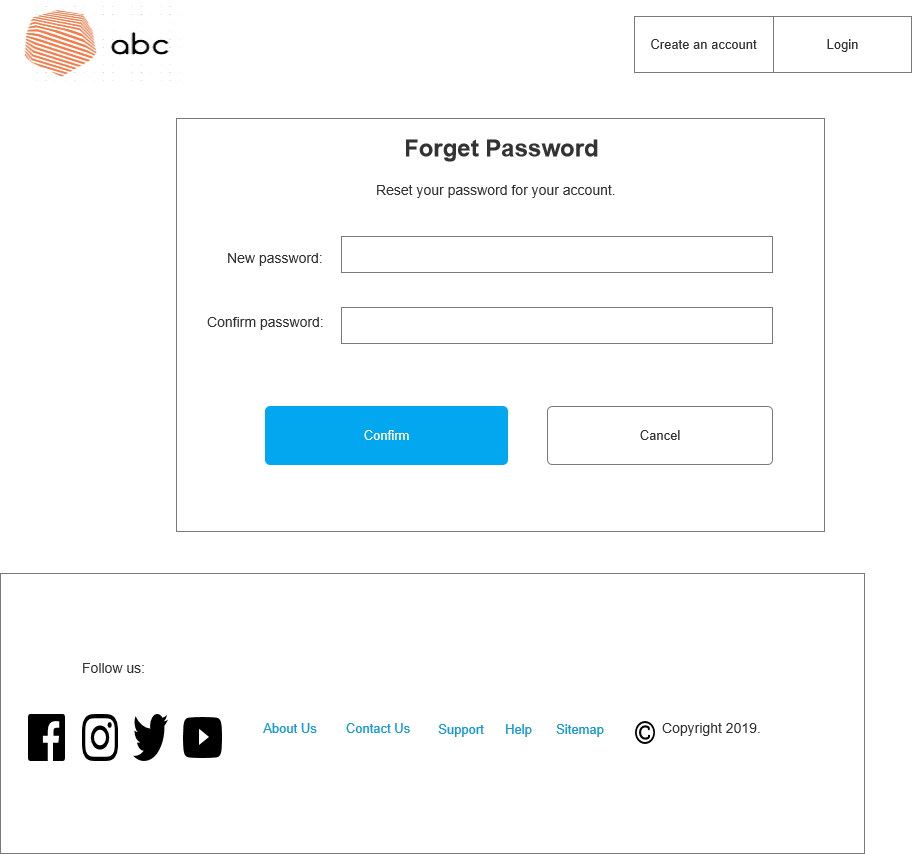 abc
Create an account
Login
Forget Password
Reset your password for your account.
New password:
Confirm password:
Confirm
Cancel
Follow us:
About Us
Contact Us
Support
Help
Sitemap
© Copyright 2019.